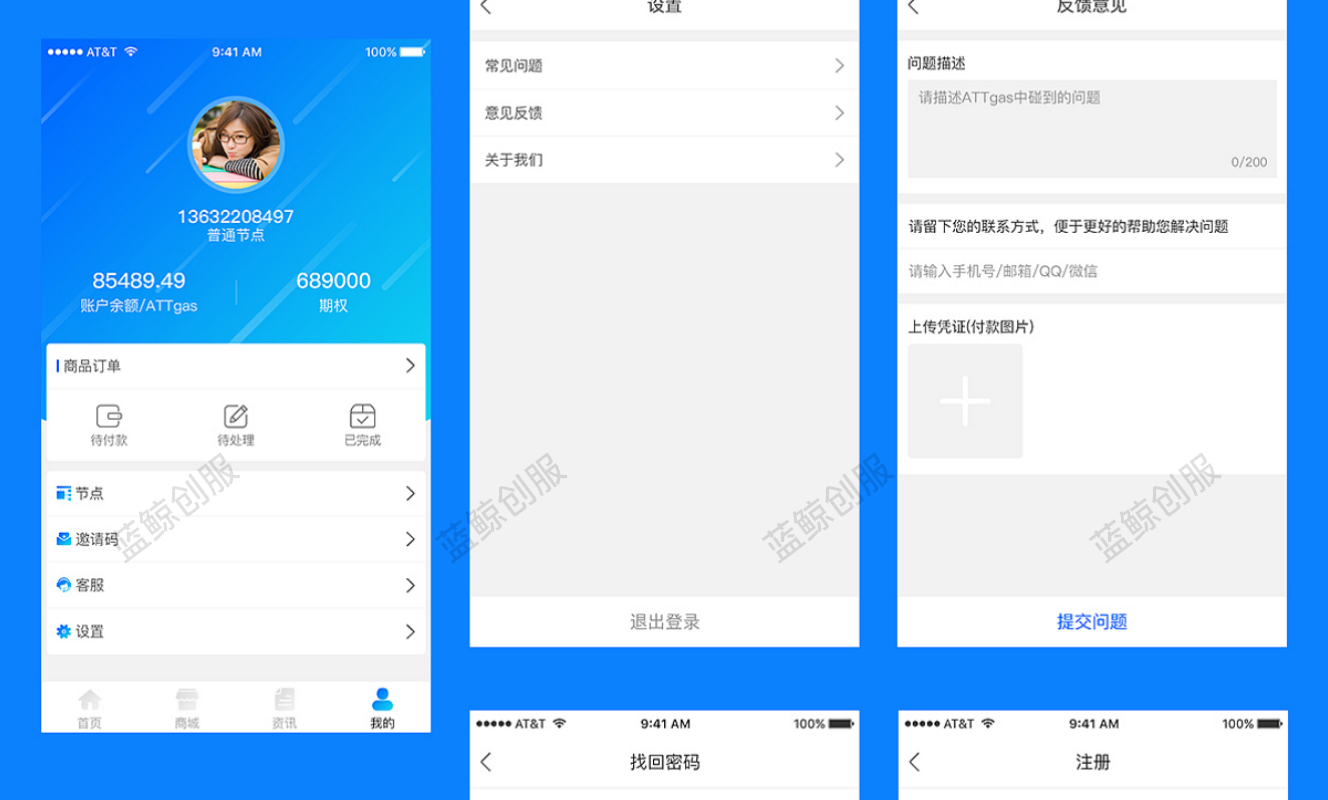 AT&T 9:41 AM 100%
13632208497
普通节点
85489.49 689000
账户余额/ATTgas 期权
商品订单
待付款 待处理 已完成
节点
邀请码
客服
设置
首页 商城 资讯 我的
设置
常见问题
意见反馈
关于我们
退出登录
反馈意见
问题描述
请描述ATTgas中碰到的问题
0/200
请留下您的联系方式，便于更好的帮助您解决问题
请输入手机号/邮箱/QQ/微信
上传凭证(付款图片)
提交问题
AT&T 9:41 AM 100%
找回密码
AT&T 9:41 AM 100%
注册
蓝鲸创服
蓝鲸创服
蓝鲸创服
蓝鲸创服